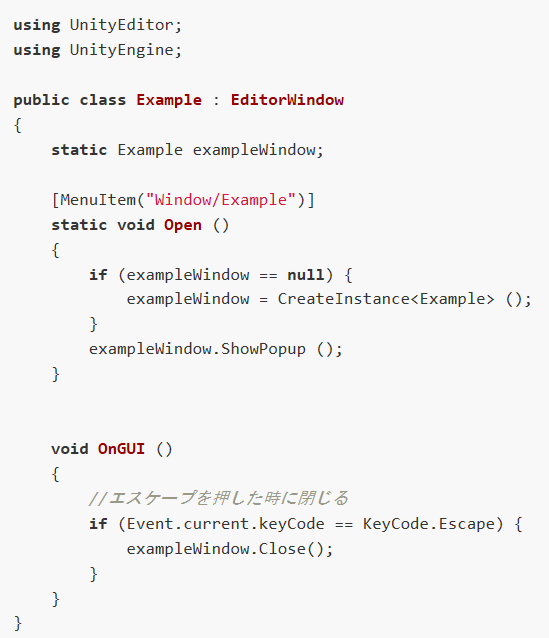 using UnityEditor;
using UnityEngine;

public class Example : EditorWindow
{
    static Example exampleWindow;

    [MenuItem("Window/Example")]
    static void Open ()
    {
        if (exampleWindow == null) {
            exampleWindow = CreateInstance<Example> ();
        }
        exampleWindow.ShowPopup ();
    }


    void OnGUI ()
    {
        //エスケープを押した時に閉じる
        if (Event.current.keyCode == KeyCode.Escape) {
            exampleWindow.Close();
        }
    }
}